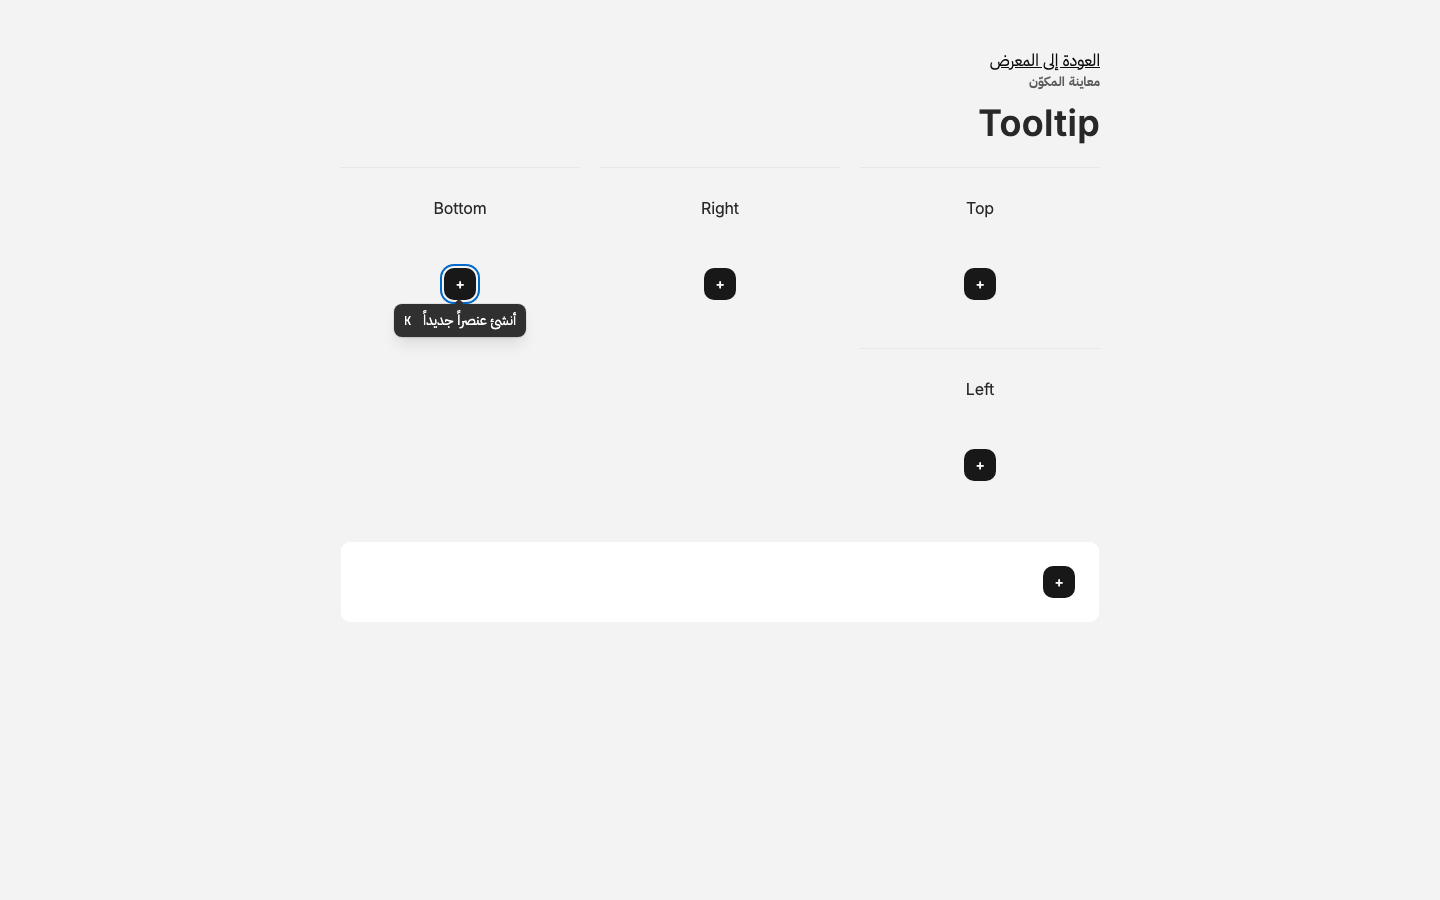 العودة إلى المعرض
معاينة المكوّن
Tooltip
Top
Right
Bottom
+
+
+
أنشئ عنصراً جديداً K
Left
+
+